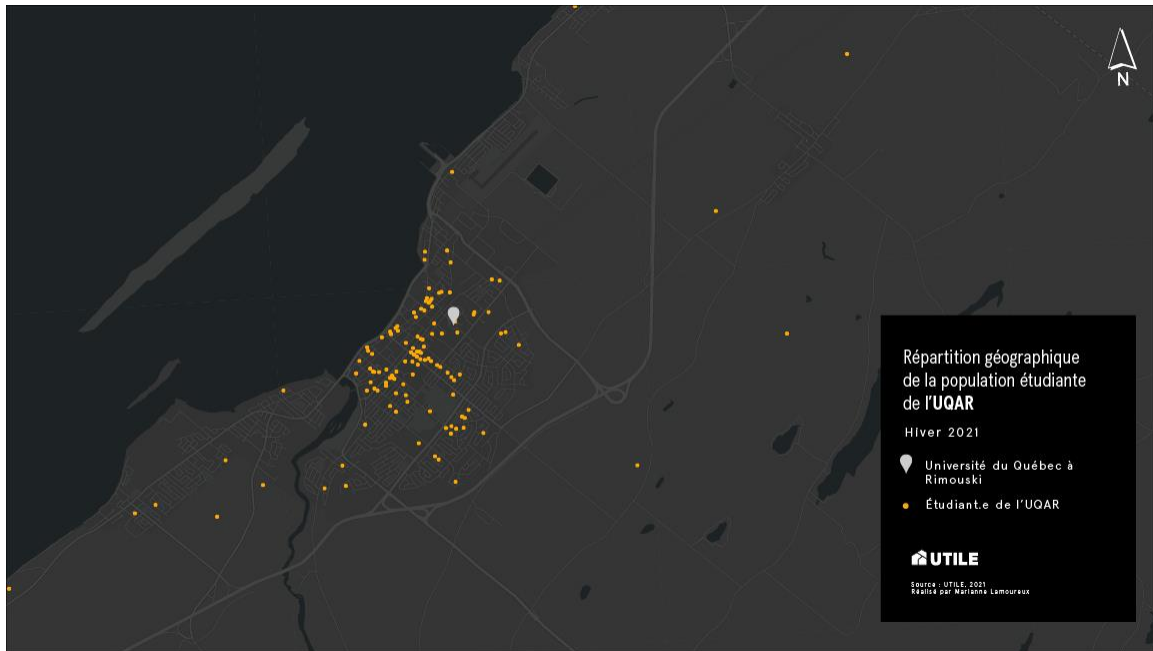 N
Répartition géographique
de la population étudiante
de l'UQAR
Hiver 2021
Université du Québec à
Rimouski
Étudiant.e de l'UQAR
UTILE
Source : UTILE, 2021
Réalisé par Marianne Lamoureux